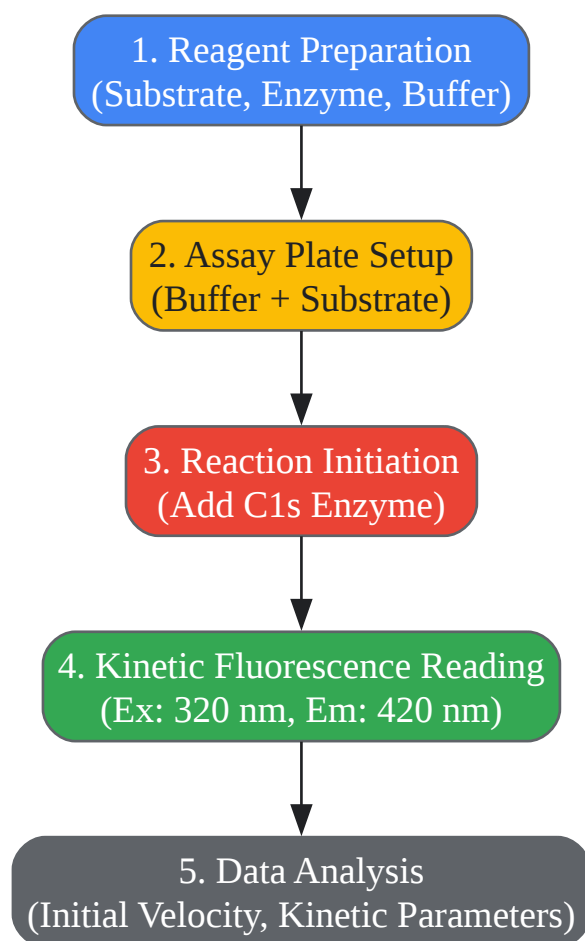 1. Reagent Preparation
(Substrate, Enzyme, Buffer)
2. Assay Plate Setup
(Buffer + Substrate)
3. Reaction Initiation
(Add C1s Enzyme)
4. Kinetic Fluorescence Reading
(Ex: 320 nm, Em: 420 nm)
5. Data Analysis
(Initial Velocity, Kinetic Parameters)